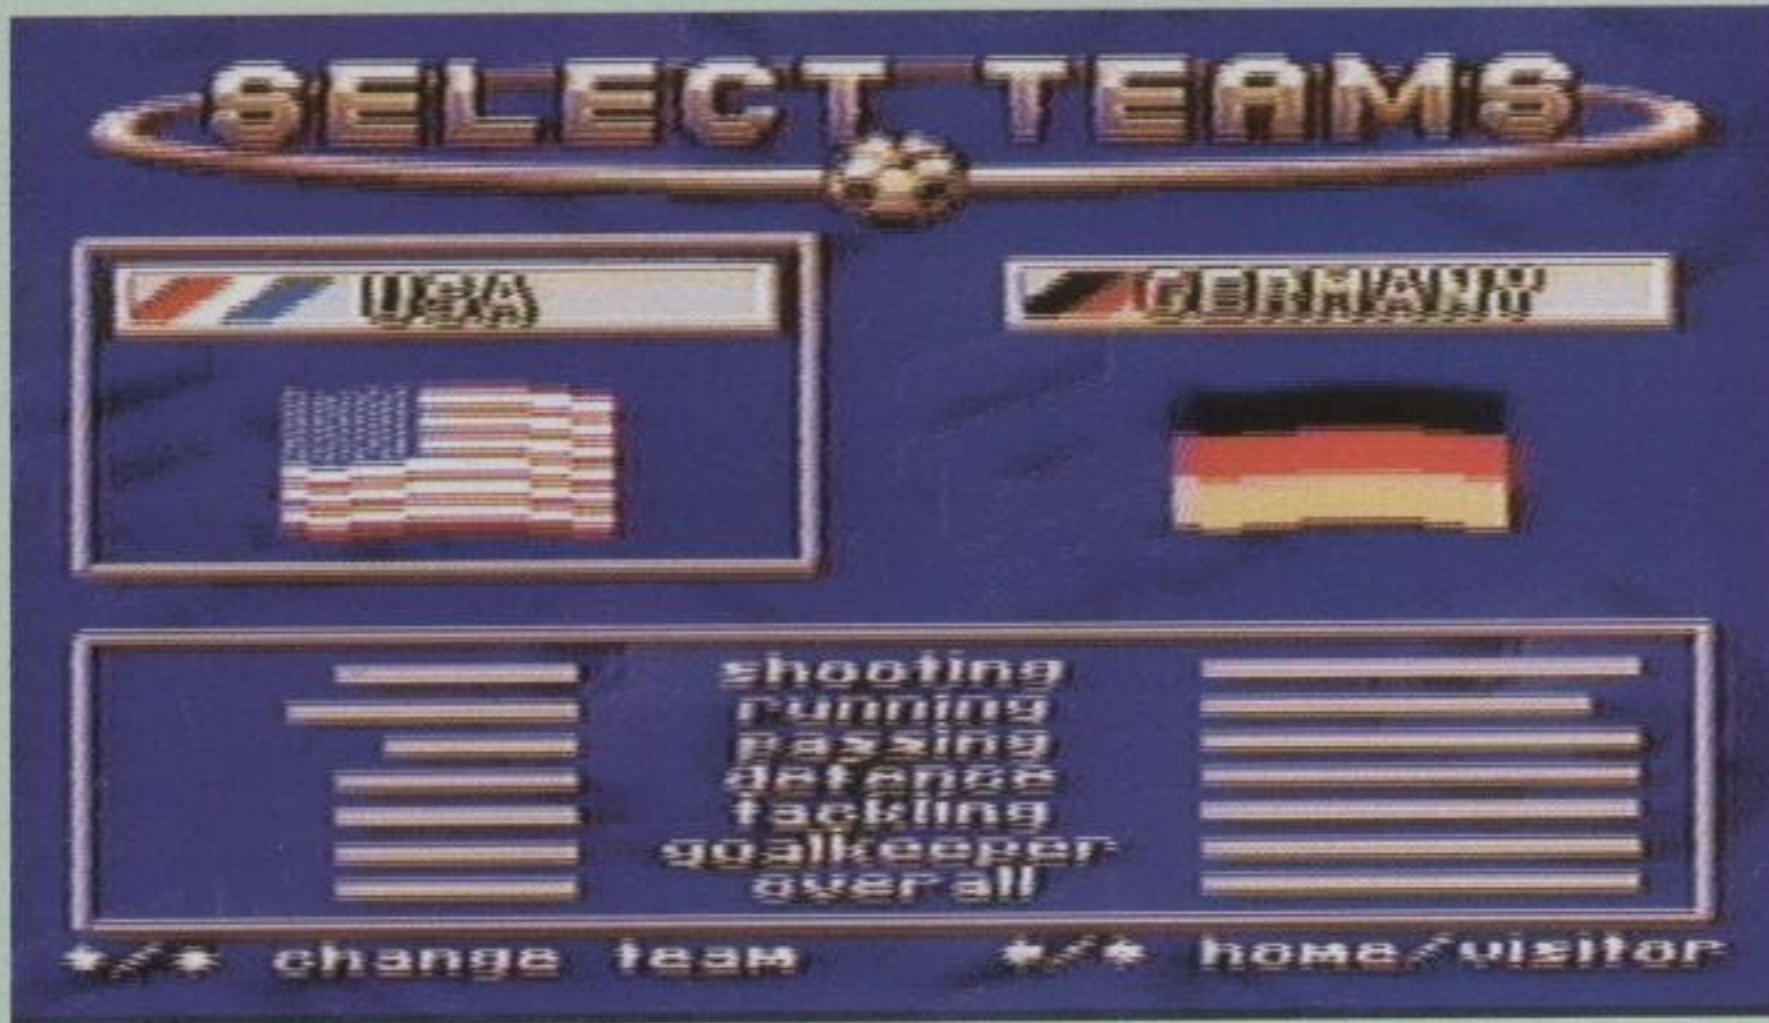 SELECT TEAMS
USA
GERMANY
shooting
running
passing
defence
tackling
goalkeeper
overall
change team
home/visitor